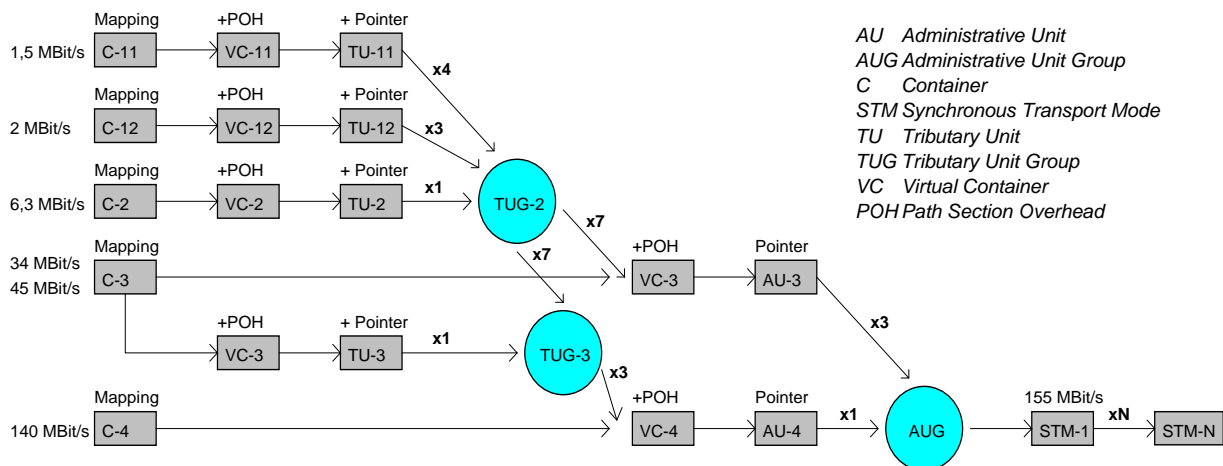 Mapping +POH + Pointer
1,5 MBit/s C-11 VC-11 TU-11
x4
Mapping +POH + Pointer
2 MBit/s C-12 VC-12 TU-12 x3
Mapping +POH + Pointer
6,3 MBit/s C-2 VC-2 TU-2 x1 TUG-2 x7
Mapping +POH Pointer
34 MBit/s
45 MBit/s
C-3 x7 VC-3 AU-3
+POH + Pointer x3
VC-3 TU-3 x1 TUG-3 x3
Mapping +POH Pointer 155 MBit/s
140 MBit/s C-4 VC-4 AU-4 x1 AUG STM-1 xN STM-N
AU Administrative Unit
AUG Administrative Unit Group
C Container
STM Synchronous Transport Mode
TU Tributary Unit
TUG Tributary Unit Group
VC Virtual Container
POH Path Section Overhead